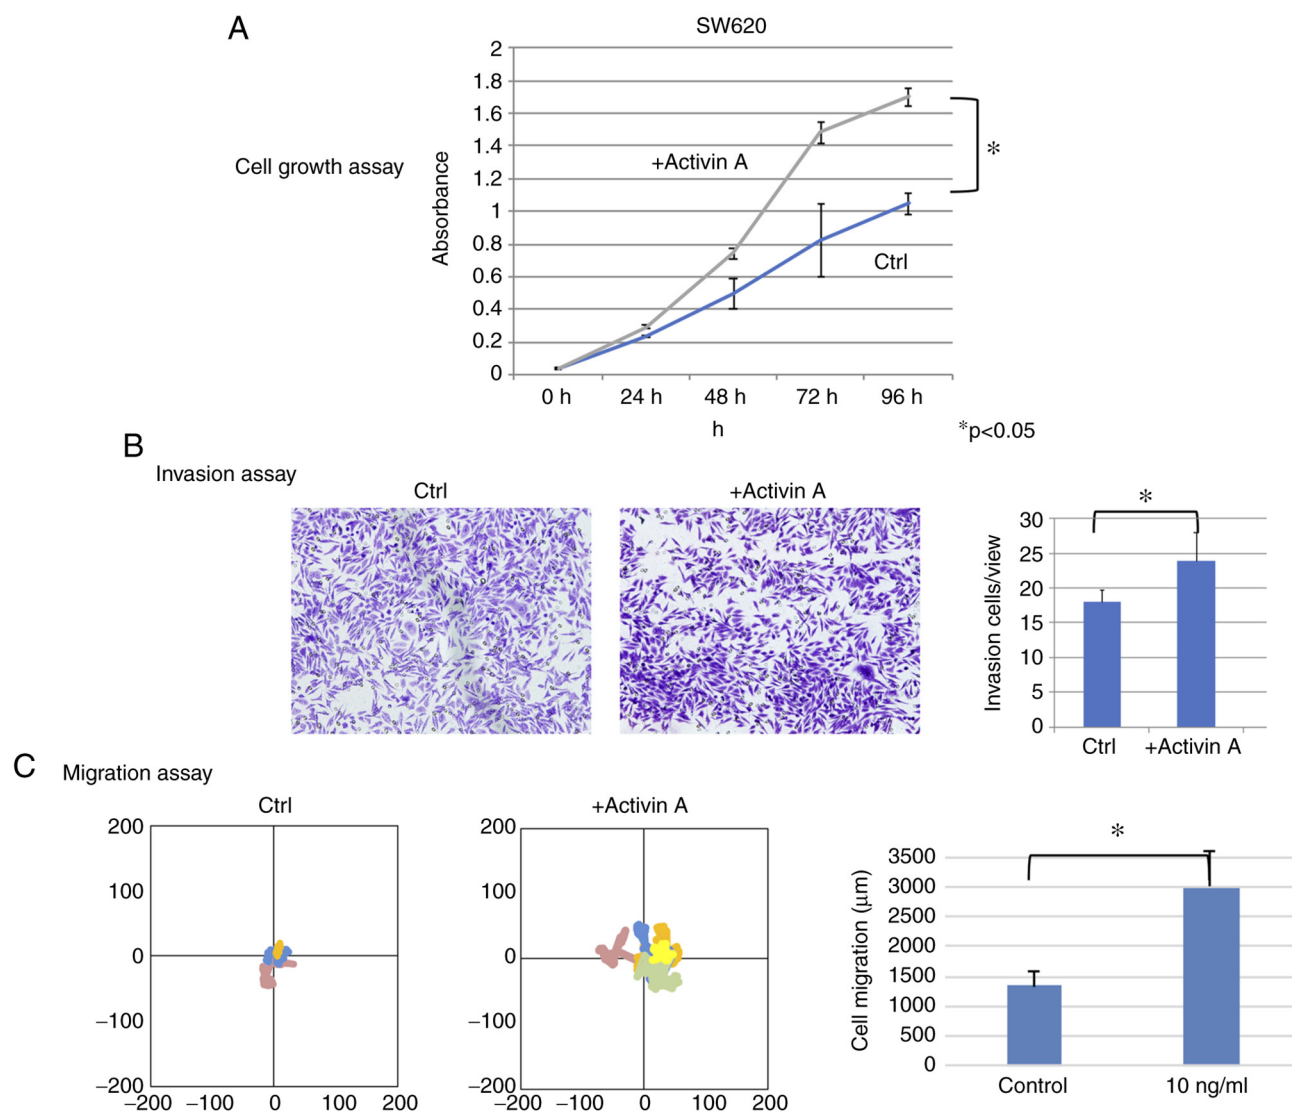 A
SW620
Cell growth assay
Absorbance
2
1.8
1.6
1.4
1.2
1
0.8
0.6
0.4
0.2
0
+Activin A
Ctrl
*
0 h 24 h 48 h 72 h 96 h
h
*p<0.05
B
Invasion assay
Ctrl
+Activin A
*
Invasion cells/view
30
25
20
15
10
5
0
Ctrl +Activin A
C
Migration assay
Ctrl
200
100
0
−100
−200
−200 −100 0 100 200
+Activin A
200
100
0
−100
−200
−200 −100 0 100 200
*
Cell migration (μm)
3500
3000
2500
2000
1500
1000
500
0
Control 10 ng/ml